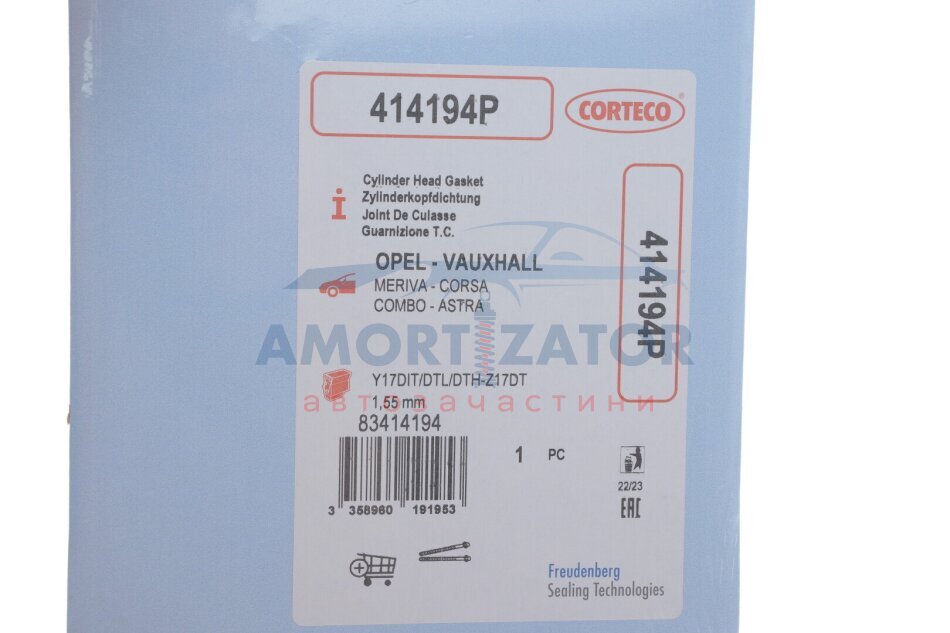 414194P
CORTECO®
Cylinder Head Gasket
Zylinderkopfdichtung
Joint De Culasse
Guarnizione T.C.
414194P
OPEL - VAUXHALL
MERIVA - CORSA
COMBO - ASTRA
AMORTIZATOR
автозачастини
Y17DIT/DTL/DTH-Z17DT
1,55 mm
83414194
1 PC
3 358960 191953
22/23
EAC
Freudenberg
Sealing Technologies